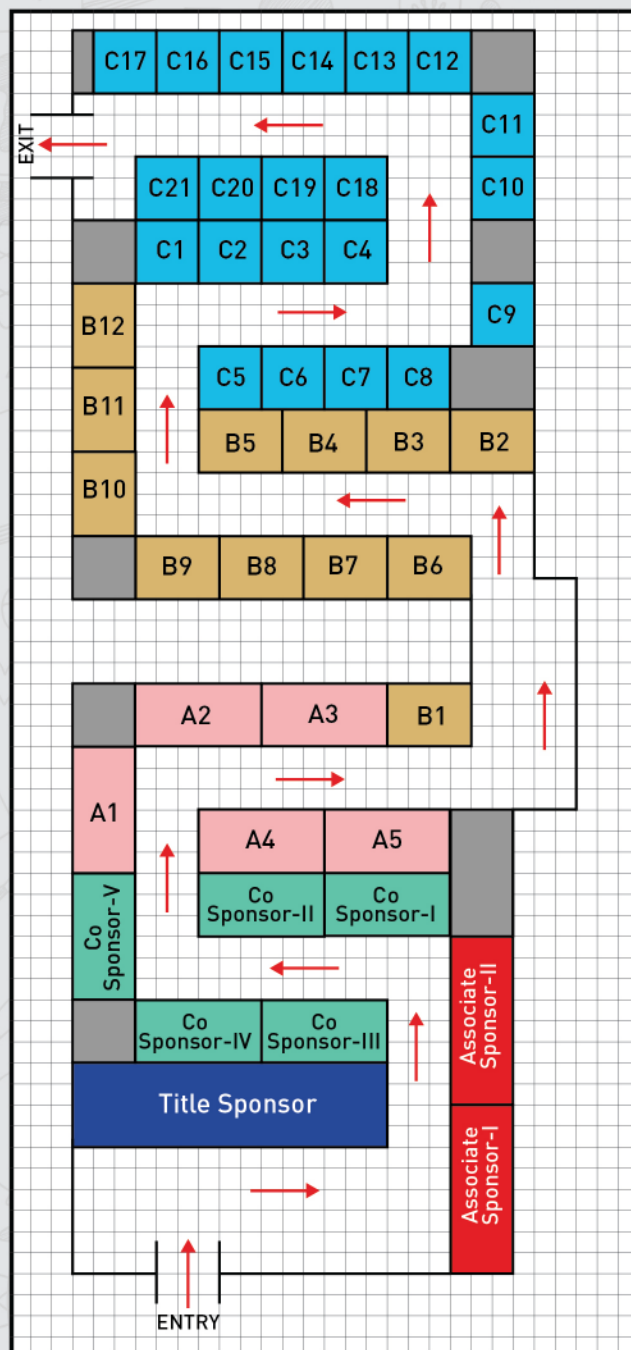 C17 C16 C15 C14 C13 C12
C11
EXIT
C21 C20 C19 C18
C10
C1 C2 C3 C4
C9
B12
C5 C6 C7 C8
B11
B5 B4 B3 B2
B10
B9 B8 B7 B6
A2 A3 B1
A1
A4 A5
Co
Sponsor-V
Co
Sponsor-II
Co
Sponsor-I
Associate
Sponsor-II
Co
Sponsor-IV
Co
Sponsor-III
Title Sponsor
Associate
Sponsor-I
ENTRY